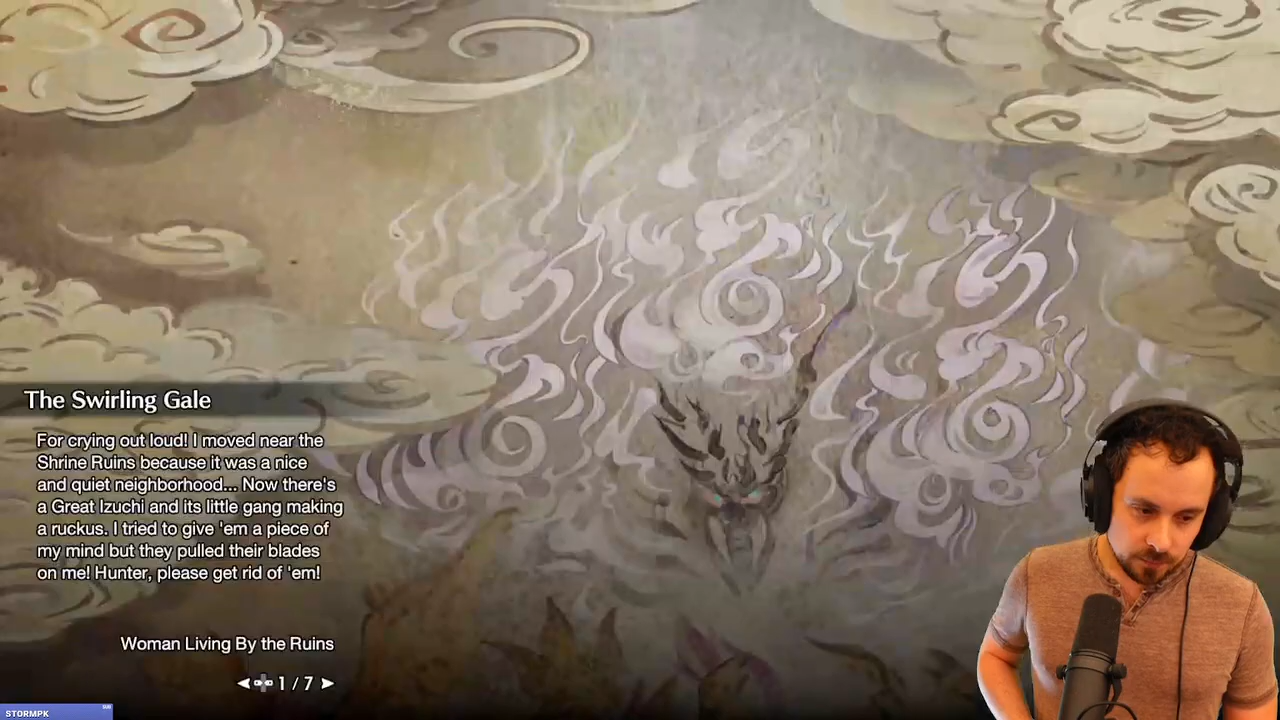 The Swirling Gale
For crying out loud! I moved near the
Shrine Ruins because it was a nice
and quiet neighborhood... Now there's
a Great Izuchi and its little gang making
a ruckus. I tried to give 'em a piece of
my mind but they pulled their blades
on me! Hunter, please get rid of 'em!
Woman Living By the Ruins
1 / 7
STORMPK
SUB